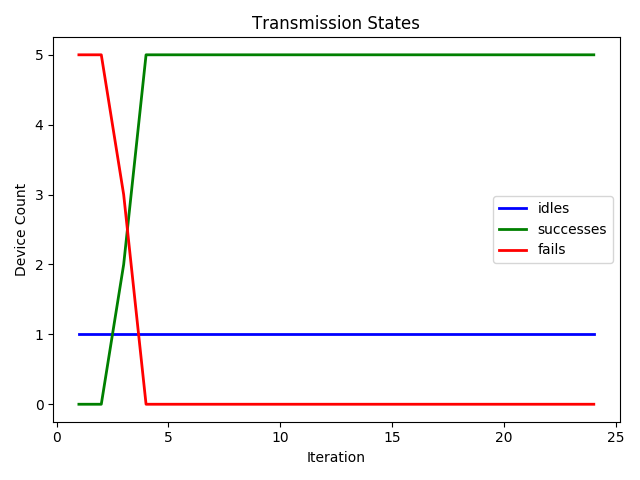 Transmission States
Device Count
5
4
3
2
1
0
idles
successes
fails
0 5 10 15 20 25
Iteration